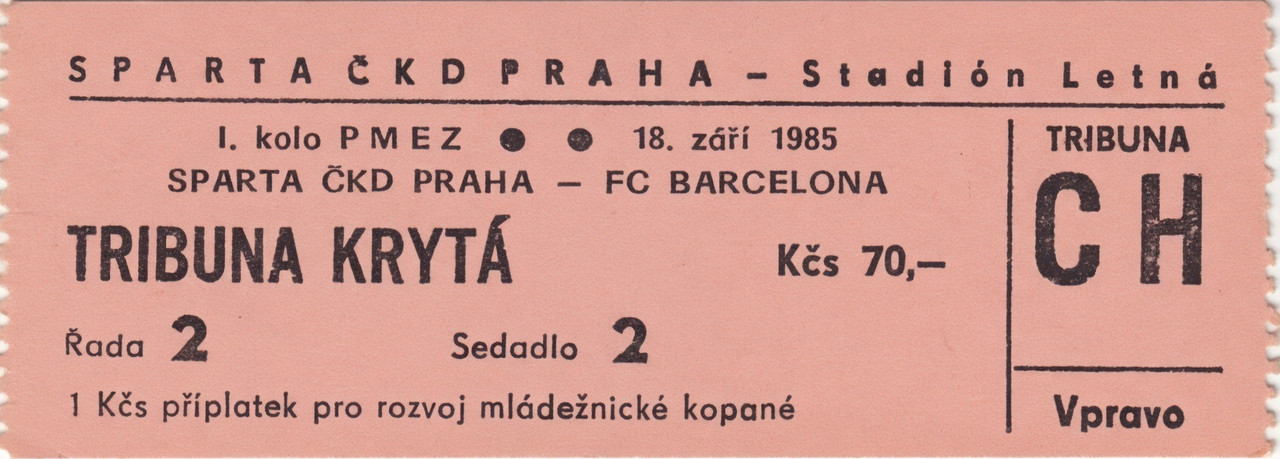 SPARTA ČKD PRAHA – Stadión Letná
I. kolo PMEZ ● ● 18. září 1985
SPARTA ČKD PRAHA – FC BARCELONA
TRIBUNA KRYTÁ
Kčs 70,–
Řada 2 Sedadlo 2
1 Kčs příplatek pro rozvoj mládežnické kopané
TRIBUNA
CH
Vpravo